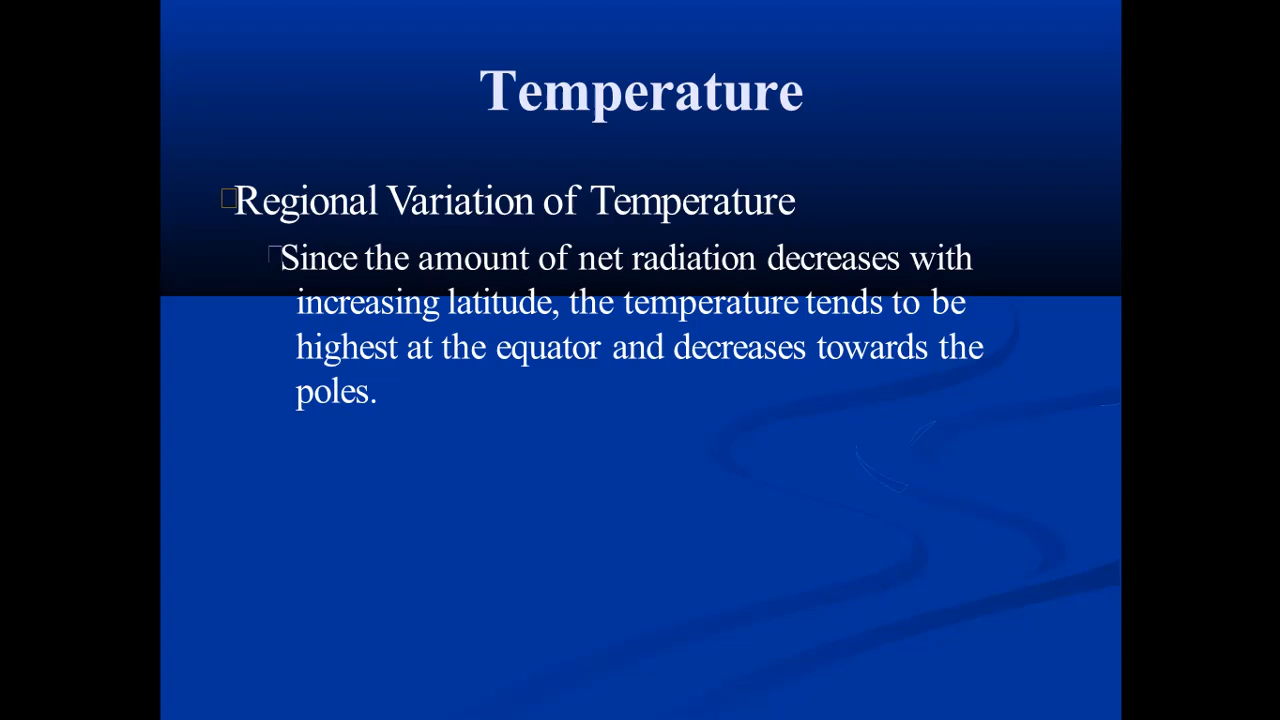 Temperature
Regional Variation of Temperature
Since the amount of net radiation decreases with
increasing latitude, the temperature tends to be
highest at the equator and decreases towards the
poles.